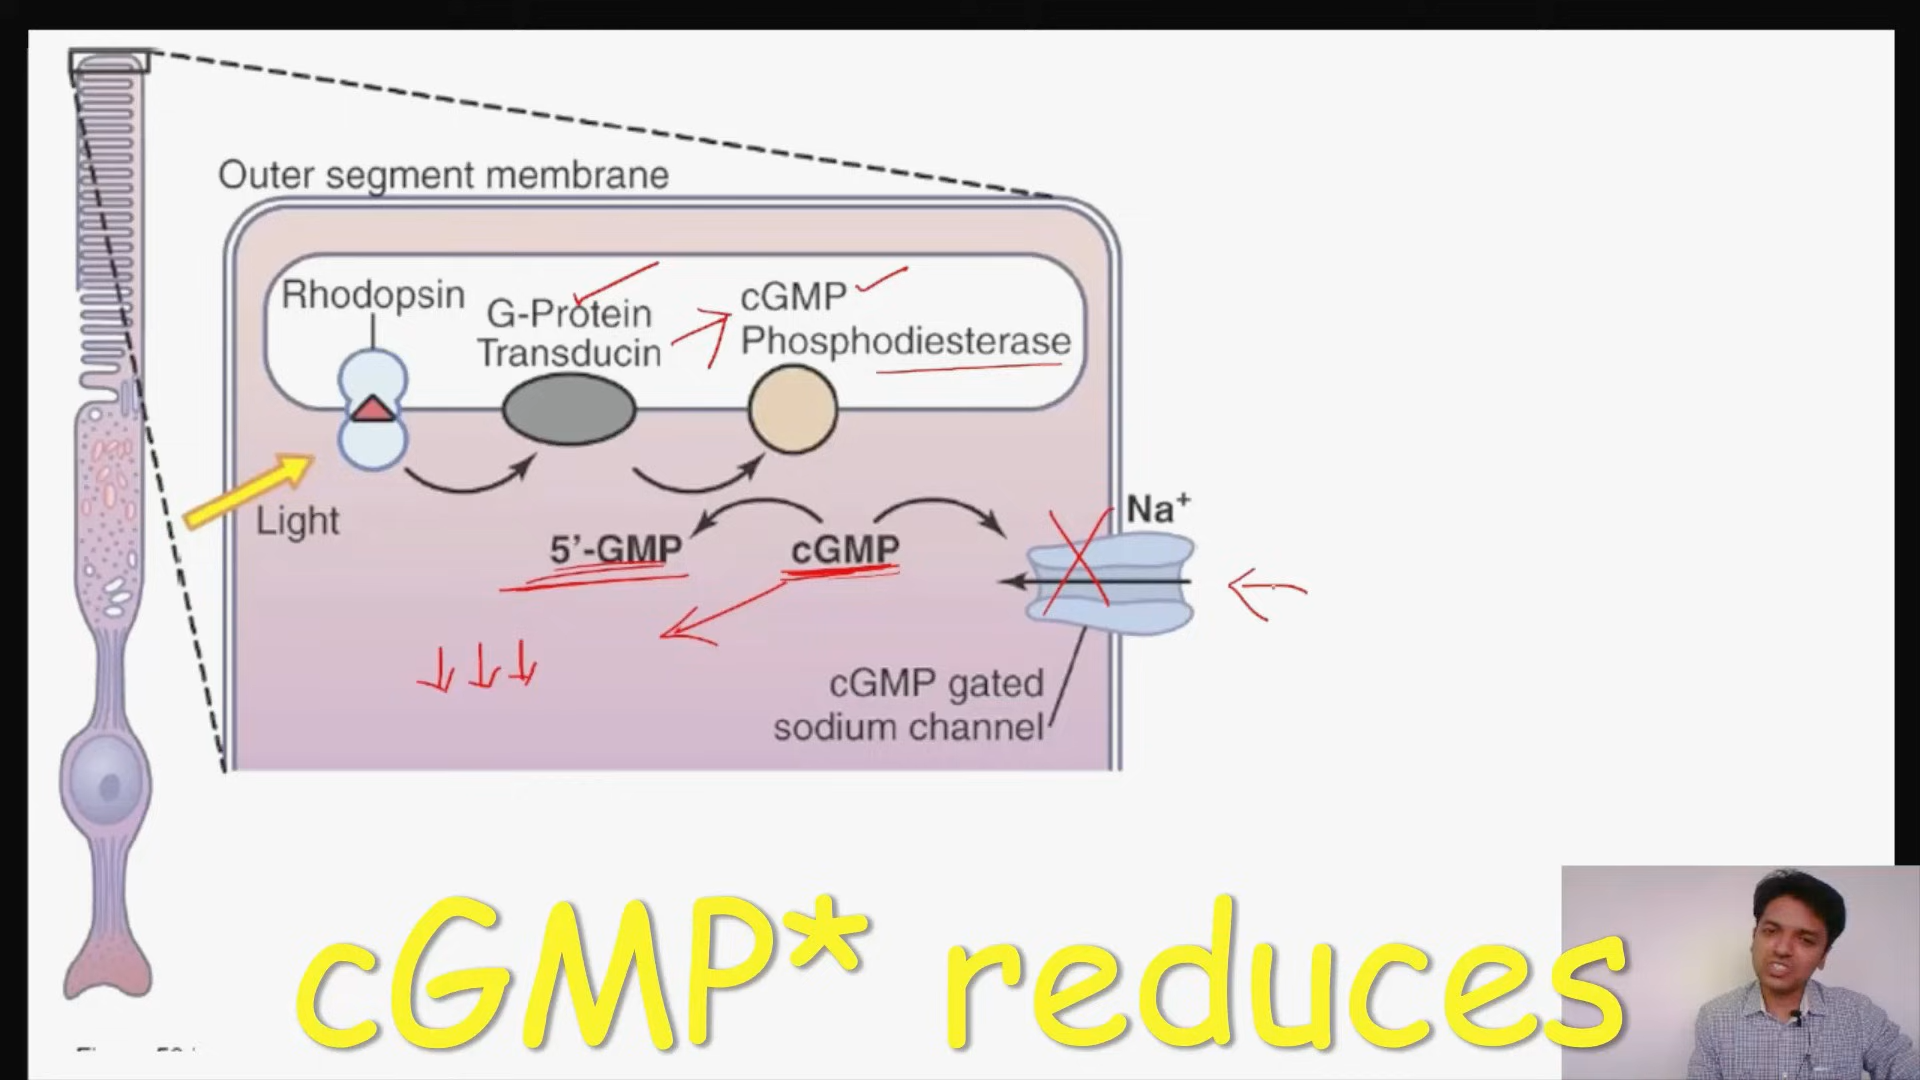 Outer segment membrane
Rhodopsin
G-Protein
Transducin
cGMP
Phosphodiesterase
Light
5’-GMP
cGMP
Na⁺
cGMP gated
sodium channel
cGMP* reduces